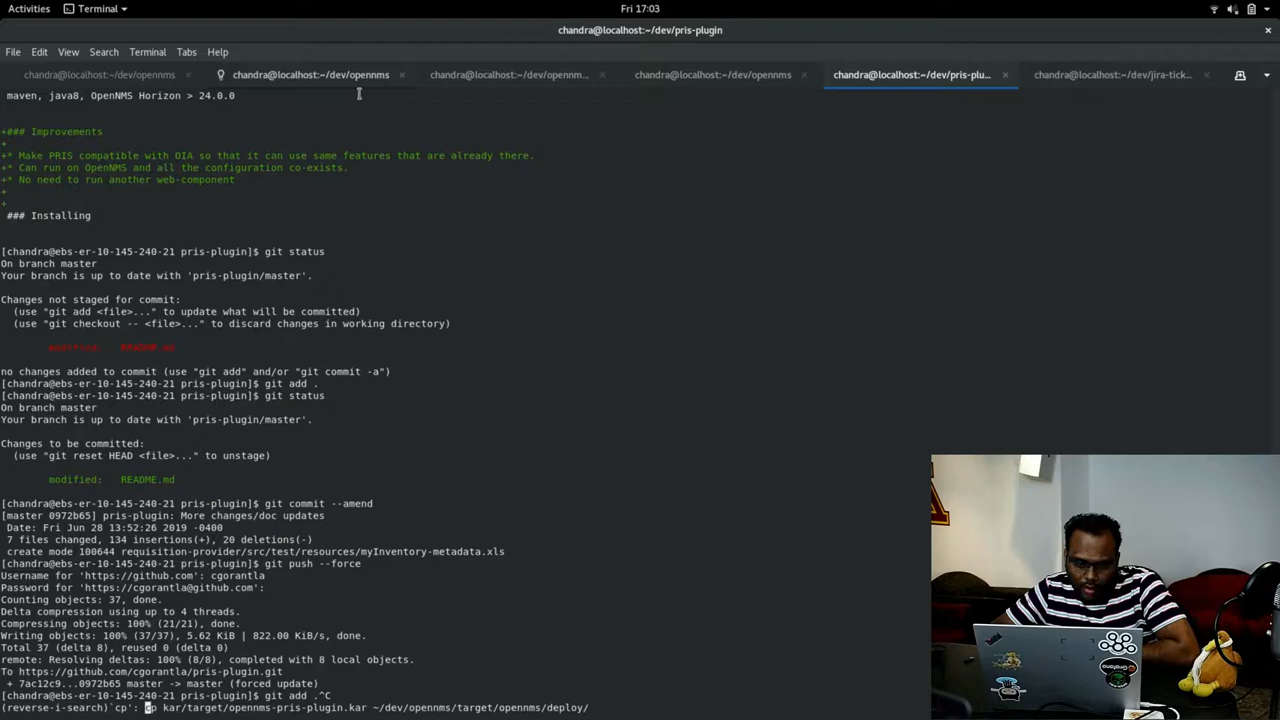 Activities Terminal Fri 17:03
chandra@localhost:~/dev/pris-plugin
File Edit View Search Terminal Tabs Help
chandra@localhost:~/dev/opennms chandra@localhost:~/dev/opennms chandra@localhost:~/dev/opennm... chandra@localhost:~/dev/opennms chandra@localhost:~/dev/pris-plu... chandra@localhost:~/dev/jira-tick...
maven, java8, OpenNMS Horizon > 24.0.0
+### Improvements
+
+* Make PRIS compatible with OIA so that it can use same features that are already there.
+* Can run on OpenNMS and all the configuration co-exists.
+* No need to run another web-component
+
+
### Installing
[chandra@ebs-er-10-145-240-21 pris-plugin]$ git status
On branch master
Your branch is up to date with 'pris-plugin/master'.
Changes not staged for commit:
(use "git add <file>..." to update what will be committed)
(use "git checkout -- <file>..." to discard changes in working directory)
modified: README.md
no changes added to commit (use "git add" and/or "git commit -a")
[chandra@ebs-er-10-145-240-21 pris-plugin]$ git add .
[chandra@ebs-er-10-145-240-21 pris-plugin]$ git status
On branch master
Your branch is up to date with 'pris-plugin/master'.
Changes to be committed:
(use "git reset HEAD <file>..." to unstage)
modified: README.md
[chandra@ebs-er-10-145-240-21 pris-plugin]$ git commit --amend
[master 0972b65] pris-plugin: More changes/doc updates
Date: Fri Jun 28 13:52:26 2019 -0400
7 files changed, 134 insertions(+), 20 deletions(-)
create mode 100644 requisition-provider/src/test/resources/myInventory-metadata.xls
[chandra@ebs-er-10-145-240-21 pris-plugin]$ git push --force
Username for 'https://github.com': cgorantla
Password for 'https://cgorantla@github.com':
Counting objects: 37, done.
Delta compression using up to 4 threads.
Compressing objects: 100% (21/21), done.
Writing objects: 100% (37/37), 5.62 KiB | 822.00 KiB/s, done.
Total 37 (delta 8), reused 0 (delta 0)
remote: Resolving deltas: 100% (8/8), completed with 8 local objects.
To https://github.com/cgorantla/pris-plugin.git
+ 7ac12c9...0972b65 master -> master (forced update)
[chandra@ebs-er-10-145-240-21 pris-plugin]$ git add .^C
(reverse-i-search)`cp': cp kar/target/opennms-pris-plugin.kar ~/dev/opennms/target/opennms/deploy/